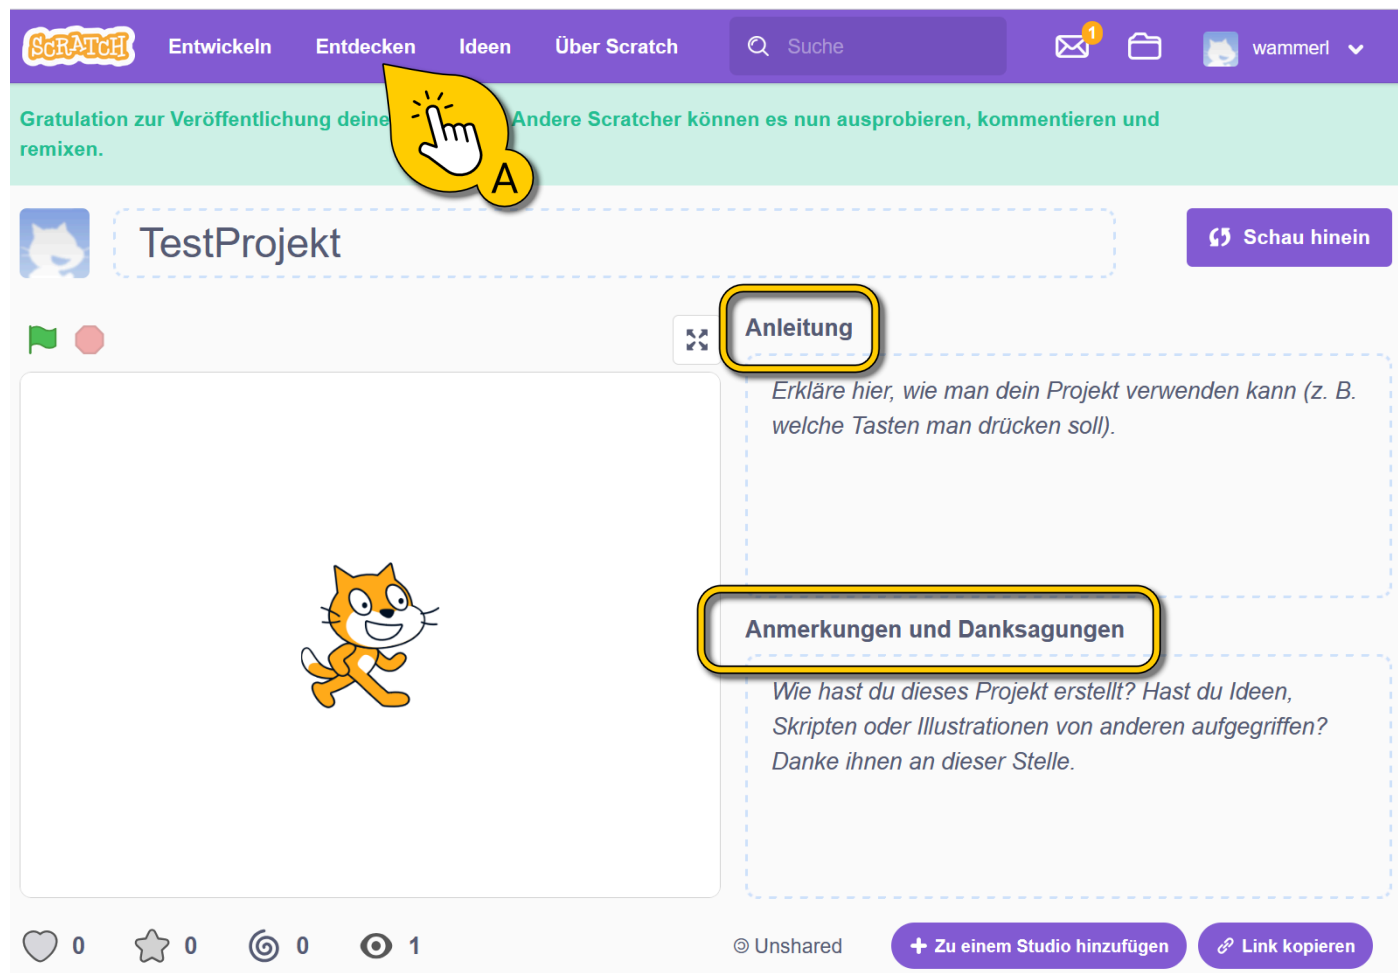 SCRATCH Entwickeln Entdecken Ideen Über Scratch Suche 1 wammerl
Gratulation zur Veröffentlichung deine Andere Scratcher können es nun ausprobieren, kommentieren und
remixen.
A
TestProjekt
Schau hinein
Anleitung
Erkläre hier, wie man dein Projekt verwenden kann (z. B.
welche Tasten man drücken soll).
Anmerkungen und Danksagungen
Wie hast du dieses Projekt erstellt? Hast du Ideen,
Skripten oder Illustrationen von anderen aufgegriffen?
Danke ihnen an dieser Stelle.
0 0 0 1 Unshared + Zu einem Studio hinzufügen Link kopieren